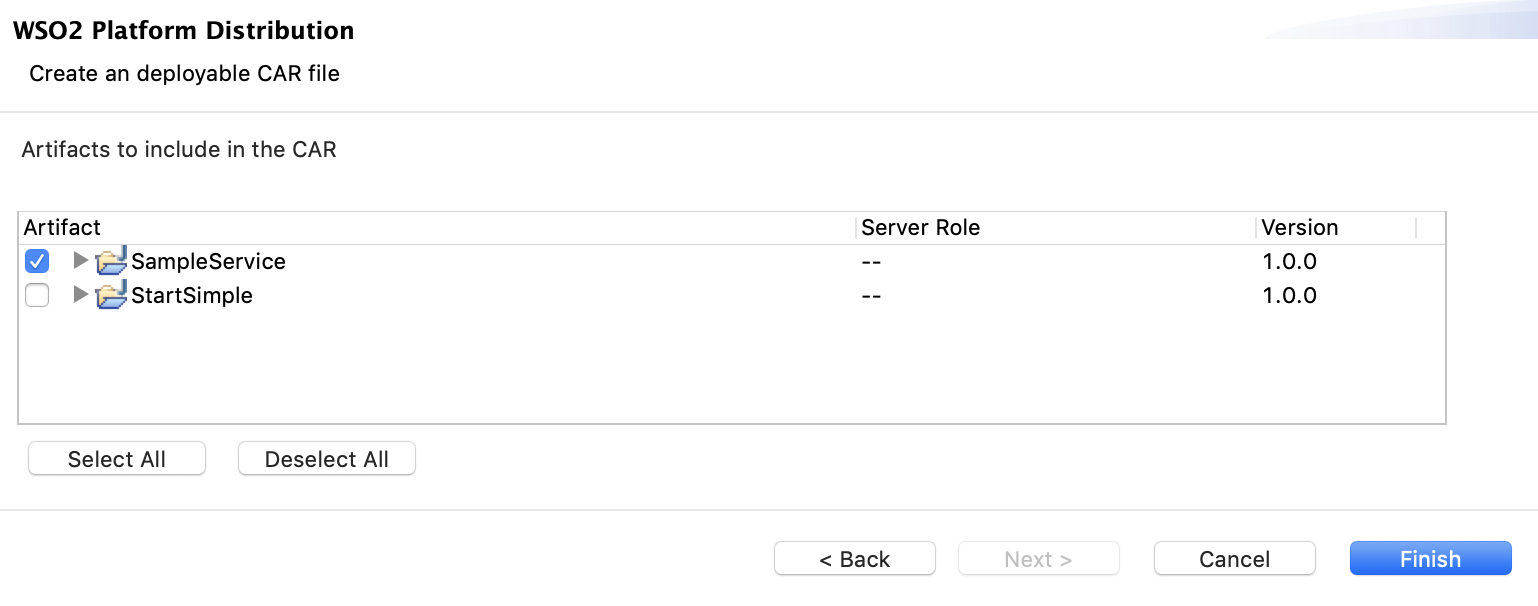 WSO2 Platform Distribution
Create an deployable CAR file
Artifacts to include in the CAR
Artifact Server Role Version
SampleService -- 1.0.0
StartSimple -- 1.0.0
Select All Deselect All
< Back Next > Cancel Finish